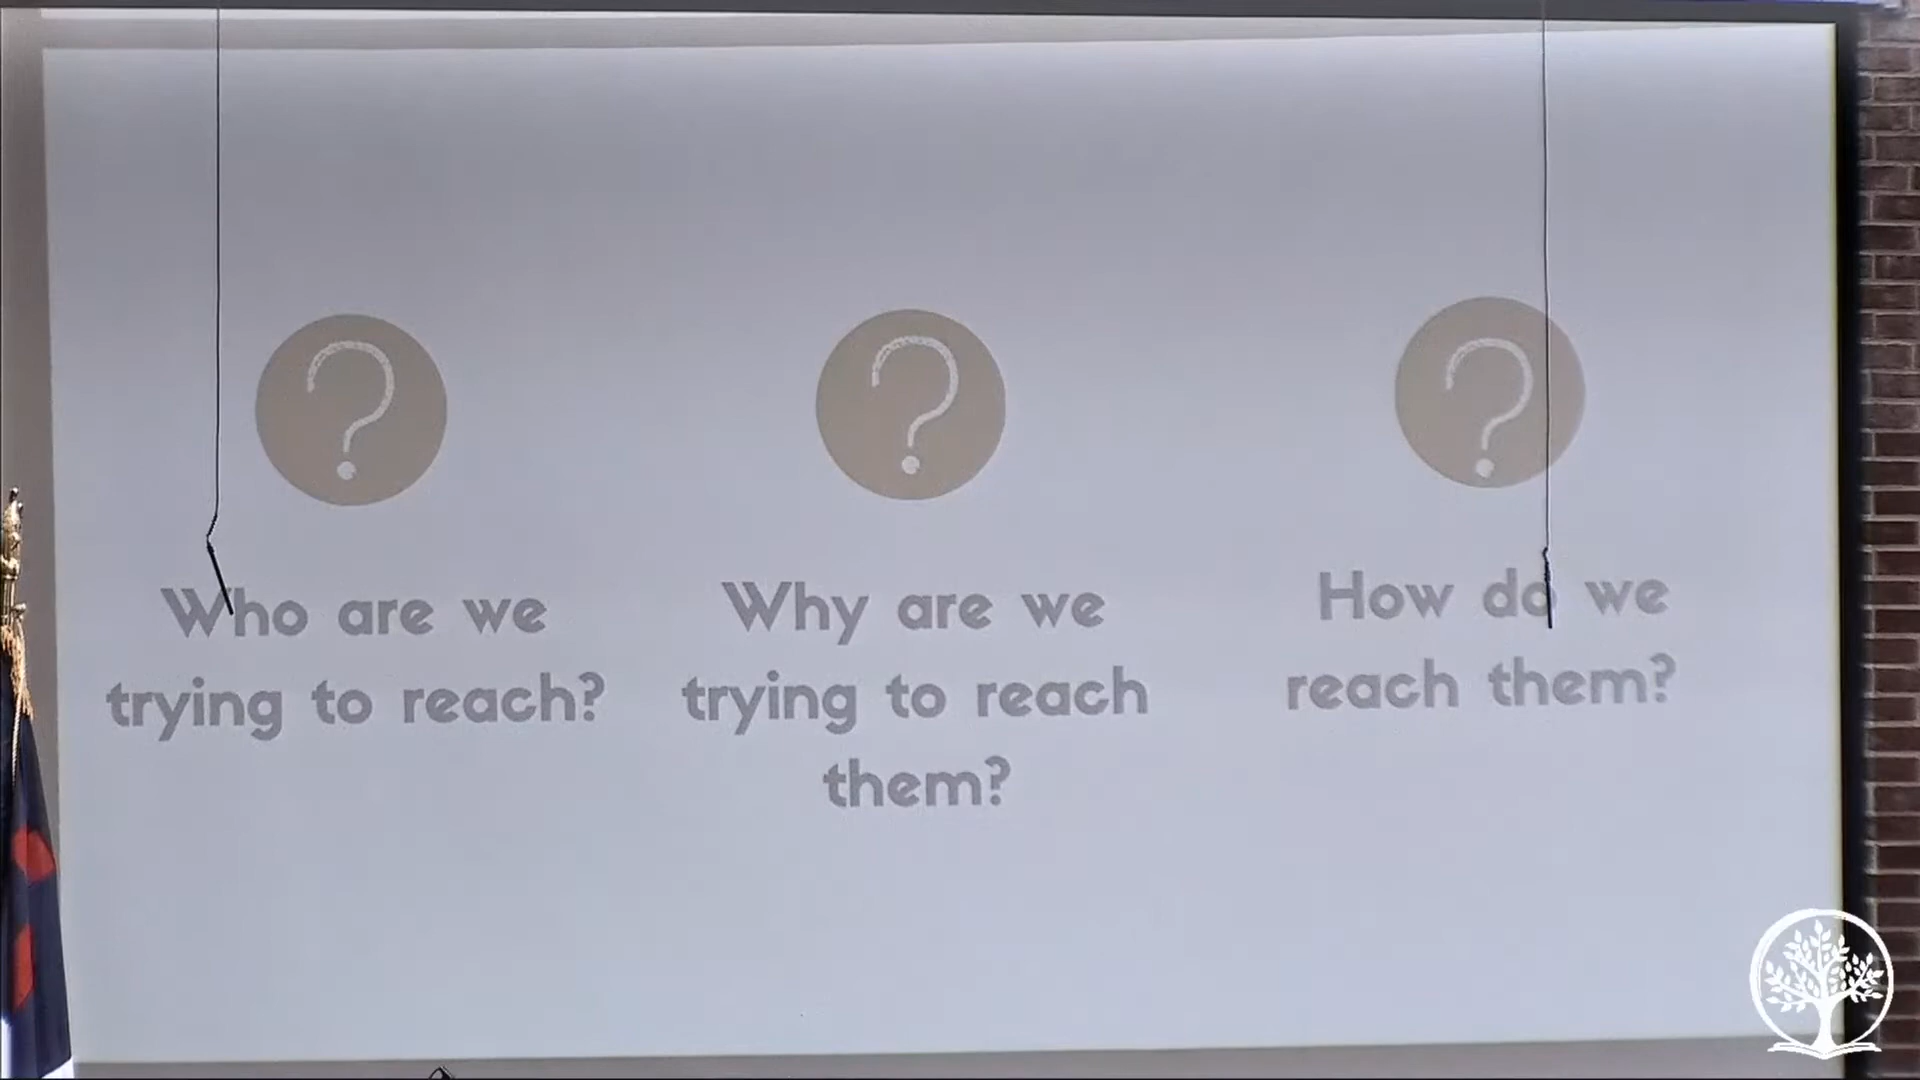 Who are we
trying to reach?
Why are we
trying to reach
them?
How do we
reach them?